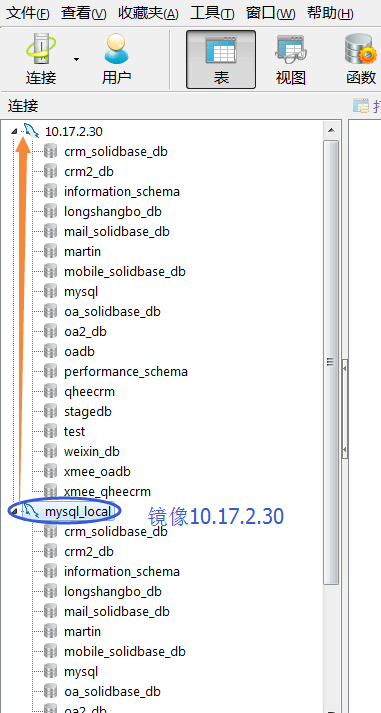 文件(F) 查看(V) 收藏夹(A) 工具(T) 窗口(W) 帮助(H)
连接 用户 表 视图 函数
连接
10.17.2.30
crm_solidbase_db
crm2_db
information_schema
longshangbo_db
mail_solidbase_db
martin
mobile_solidbase_db
mysql
oa_solidbase_db
oa2_db
oadb
performance_schema
qheecrm
stagedb
test
weixin_db
xmee_oadb
xmee_qheecrm
mysql_local 镜像10.17.2.30
crm_solidbase_db
crm2_db
information_schema
longshangbo_db
mail_solidbase_db
martin
mobile_solidbase_db
mysql
oa_solidbase_db
oa2_db